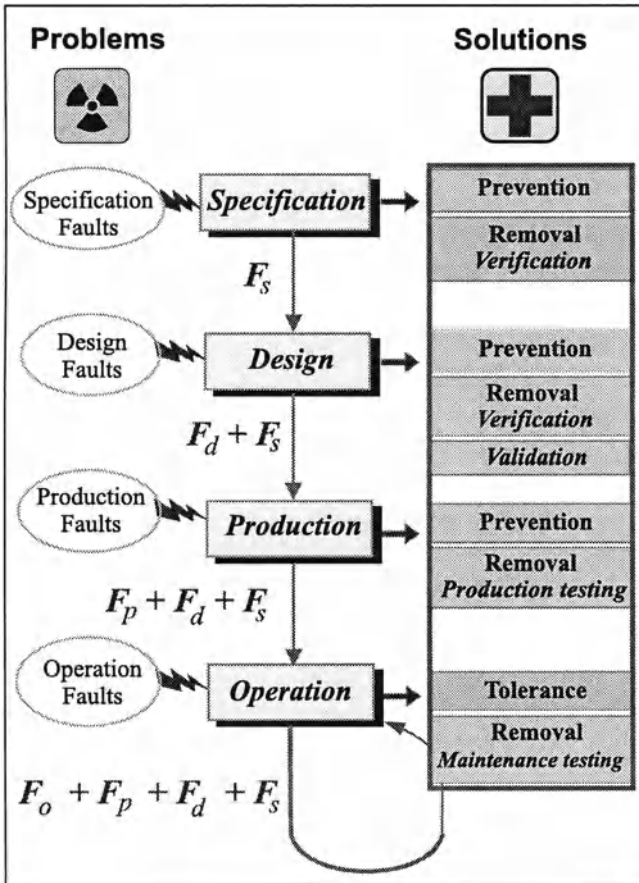 Problems
Solutions
Specification
Faults
Specification
Prevention
Removal
Verification
F_s
Design
Faults
Design
Prevention
Removal
Verification
Validation
F_d + F_s
Production
Faults
Production
Prevention
Removal
Production testing
F_p + F_d + F_s
Operation
Faults
Operation
Tolerance
Removal
Maintenance testing
F_o + F_p + F_d + F_s